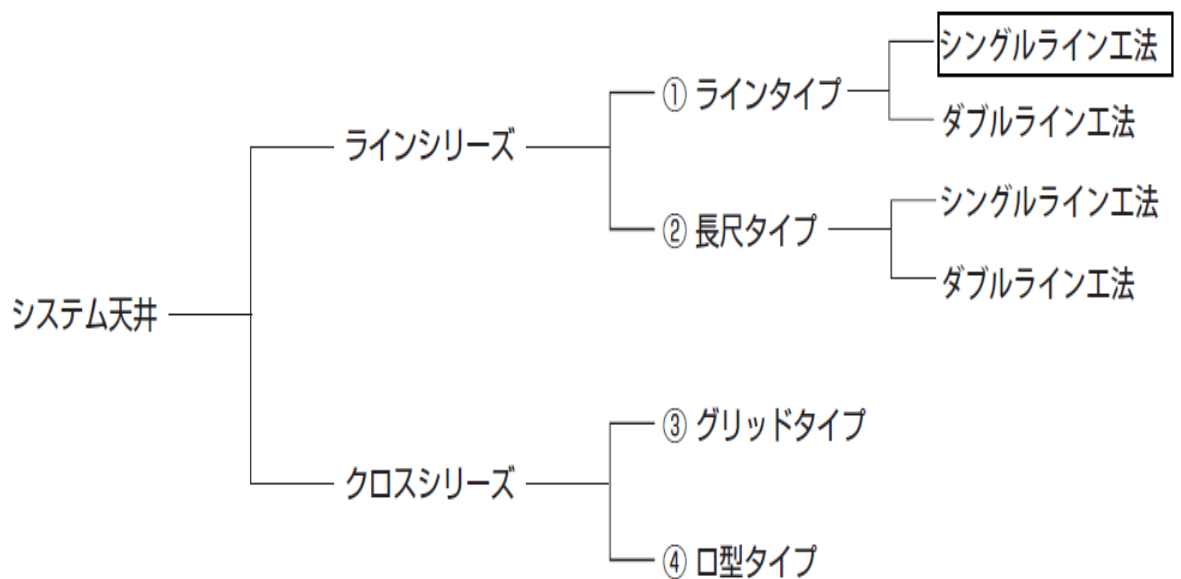 システム天井
ラインシリーズ
① ラインタイプ
シングルライン工法
ダブルライン工法
② 長尺タイプ
シングルライン工法
ダブルライン工法
クロスシリーズ
③ グリッドタイプ
④ ロ型タイプ